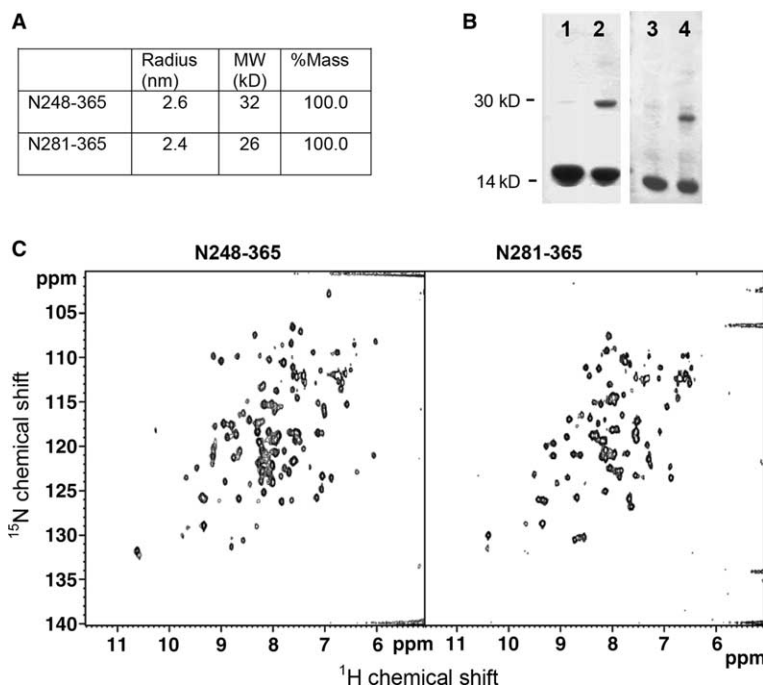 A
Radius (nm) MW (kD) %Mass
N248-365 2.6 32 100.0
N281-365 2.4 26 100.0
B
1 2 3 4
30 kD
14 kD
C
N248-365 N281-365
ppm
105
110
115
120
125
130
135
140
15N chemical shift
11 10 9 8 7 6 ppm 11 10 9 8 7 6 ppm
1H chemical shift